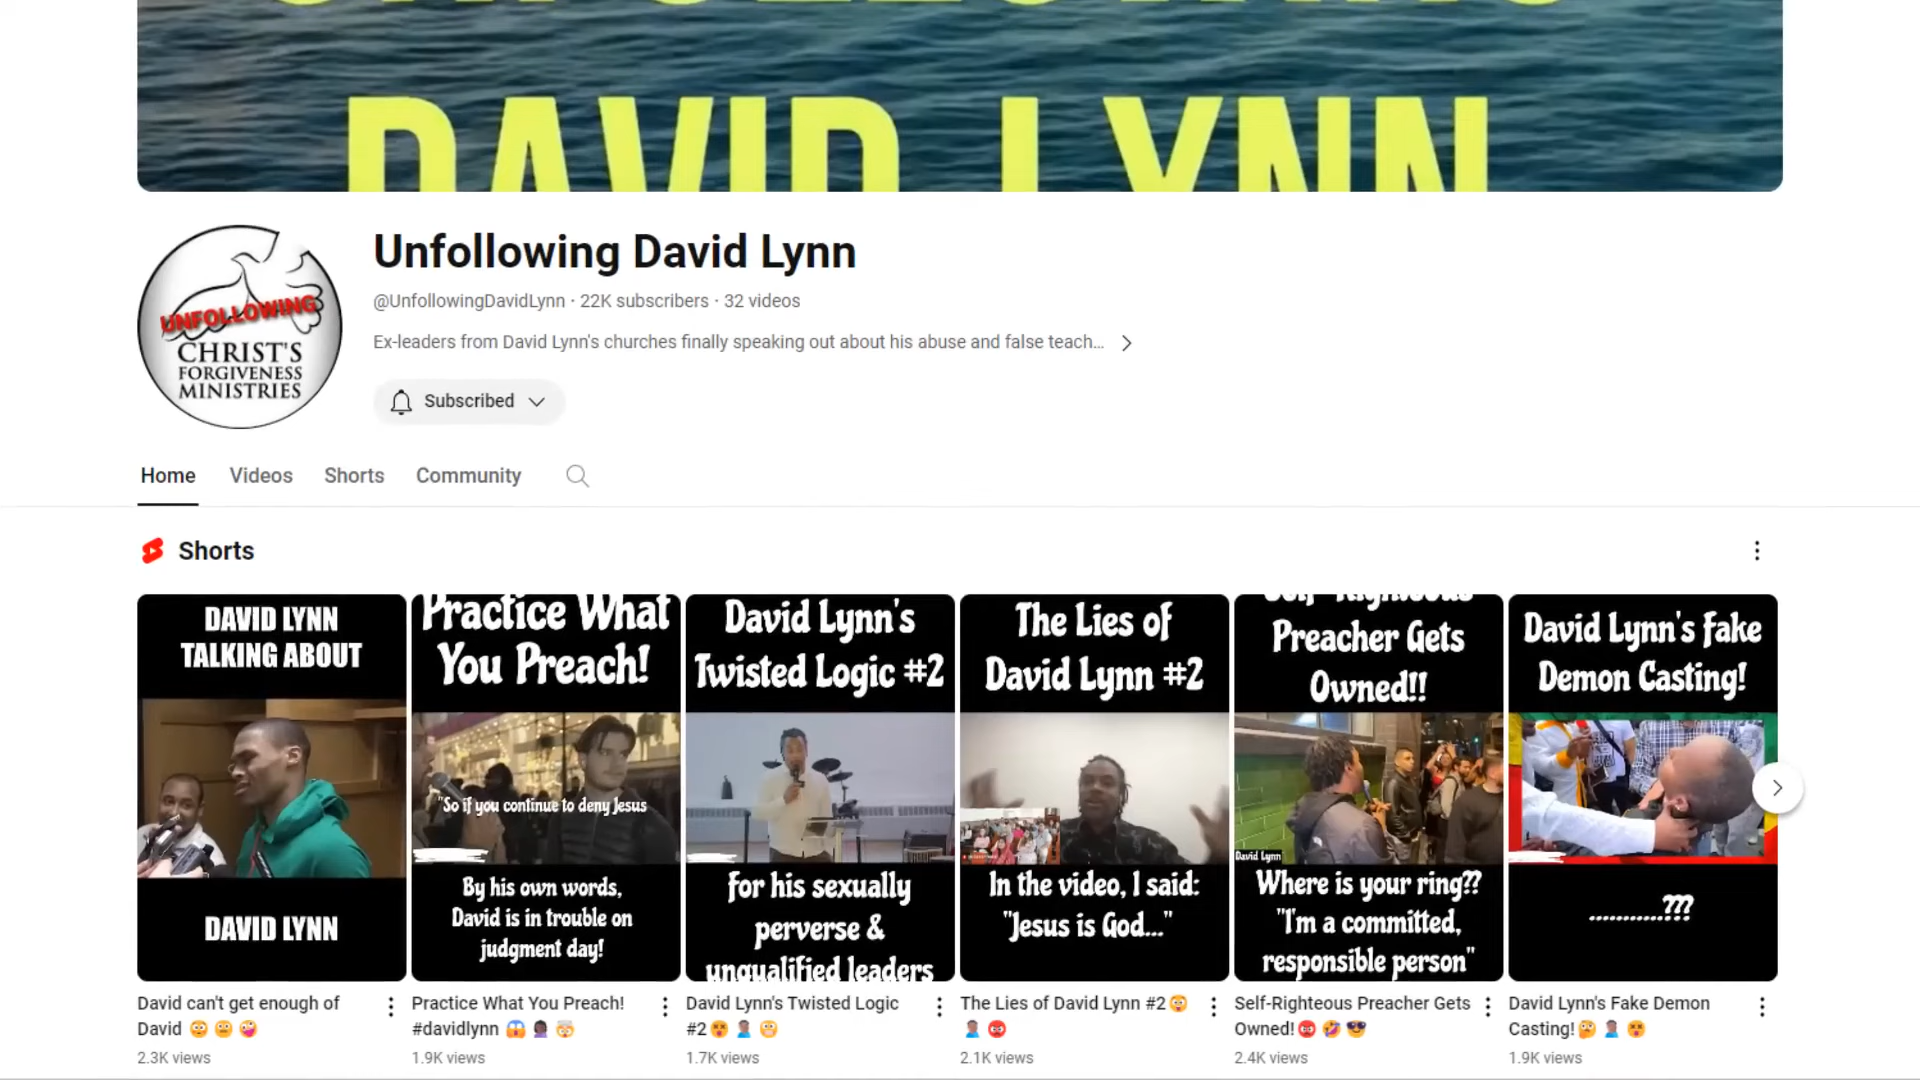 DAVID LYNN
Unfollowing David Lynn
@UnfollowingDavidLynn · 22K subscribers · 32 videos
Ex-leaders from David Lynn's churches finally speaking out about his abuse and false teach...
UNFOLLOWING
CHRIST'S
FORGIVENESS
MINISTRIES
Subscribed
Home Videos Shorts Community
Shorts
DAVID LYNN
TALKING ABOUT
DAVID LYNN
David can't get enough of
David
2.3K views
Practice What
You Preach!
"So if you continue to deny Jesus
By his own words,
David is in trouble on
judgment day!
Practice What You Preach!
#davidlynn
1.9K views
David Lynn's
Twisted Logic #2
For his sexually
perverse &
unqualified leaders
David Lynn's Twisted Logic
#2
1.7K views
The Lies of
David Lynn #2
In the video, I said:
"Jesus is God..."
The Lies of David Lynn #2
2.1K views
Self-Righteous
Preacher Gets
Owned!!
David Lynn
Where is your ring??
"I'm a committed,
responsible person"
Self-Righteous Preacher Gets
Owned!
2.4K views
David Lynn's Fake
Demon Casting!
...........???
David Lynn's Fake Demon
Casting!
1.9K views